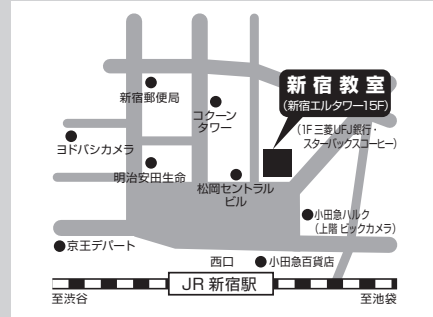 新宿教室
(新宿エルタワー15F)
(1F 三菱UFJ銀行・
スターバックスコーヒー)
新宿郵便局
コクーン
タワー
ヨドバシカメラ
明治安田生命
松岡セントラル
ビル
小田急ハルク
(上階 ビックカメラ)
京王デパート
西口
小田急百貨店
JR 新宿駅
至渋谷
至池袋